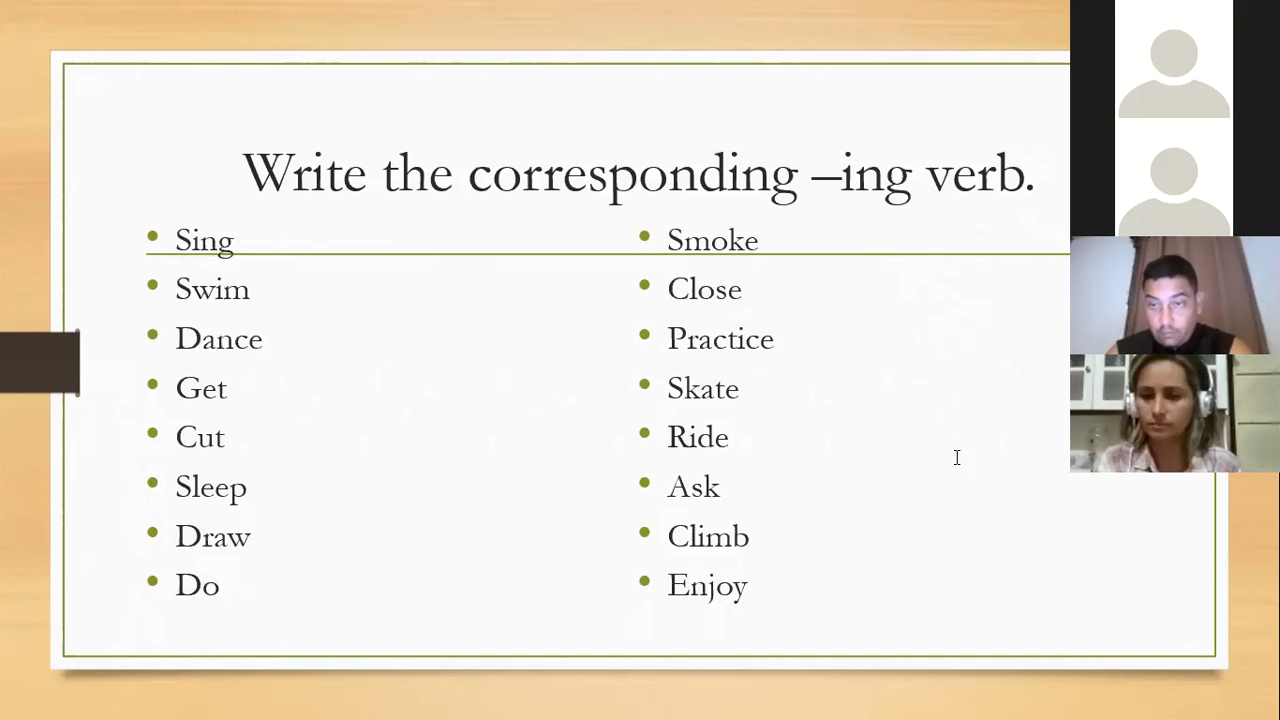 Write the corresponding –ing verb.
• Sing
• Swim
• Dance
• Get
• Cut
• Sleep
• Draw
• Do
• Smoke
• Close
• Practice
• Skate
• Ride
• Ask
• Climb
• Enjoy